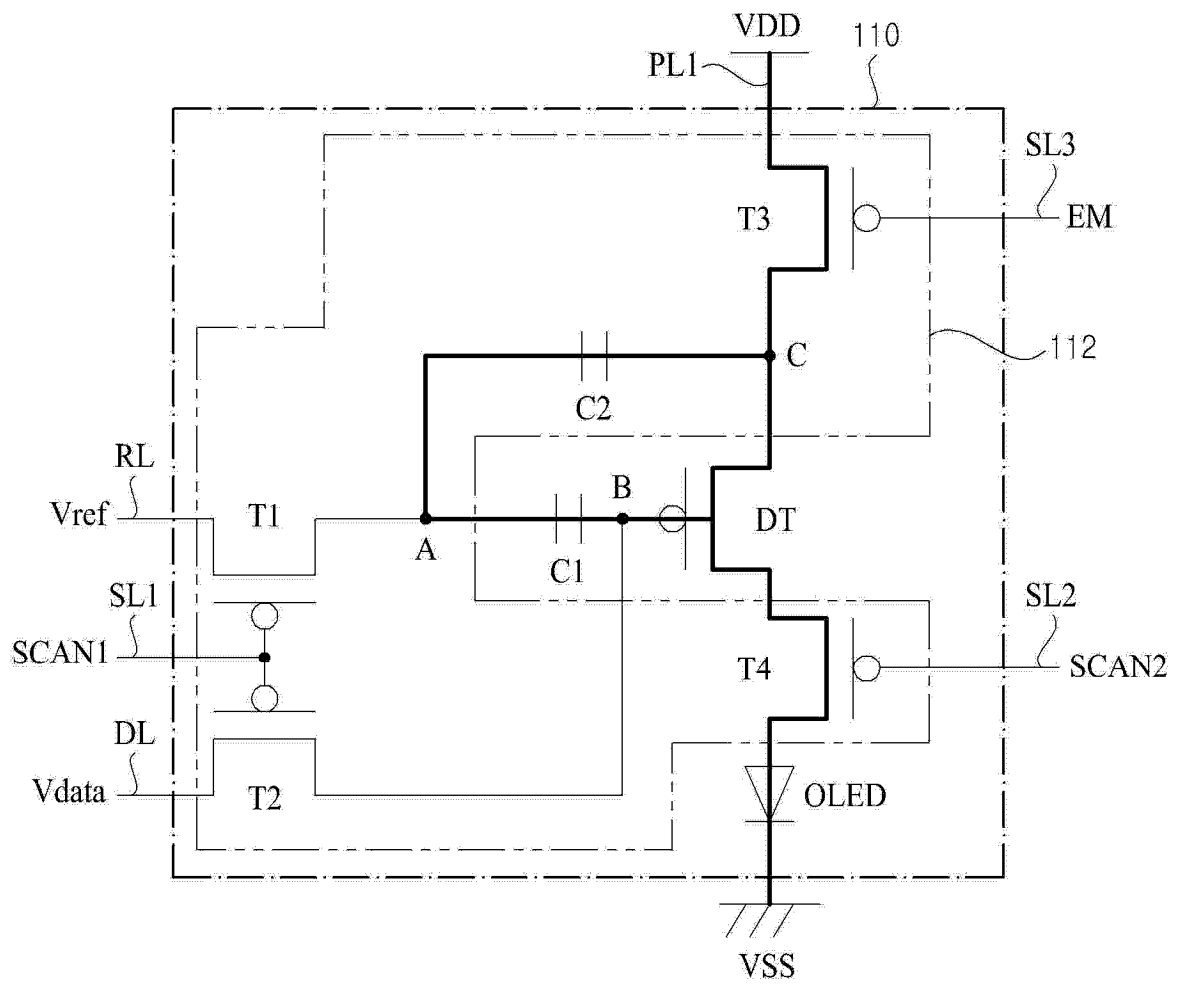 VDD
110
PL1
SL3
T3
EM
C
112
C2
RL
B
Vref
T1
DT
A
C1
SL1
SL2
SCAN1
T4
SCAN2
DL
Vdata
T2
OLED
VSS